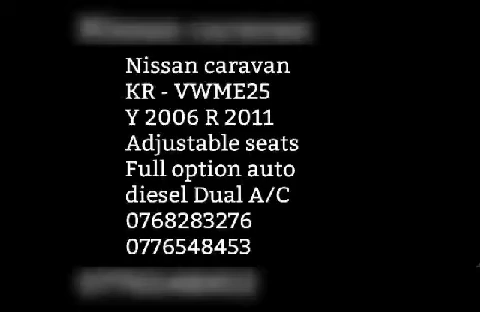 Nissan caravan
KR - VWME25
Y 2006 R 2011
Adjustable seats
Full option auto
diesel Dual A/C
0768283276
0776548453